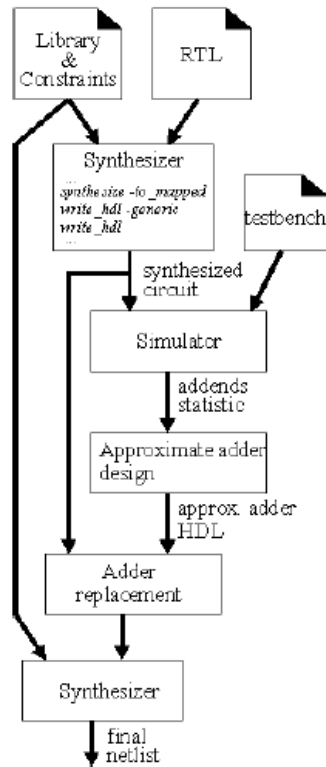 Library
&
Constraints
RTL
Synthesizer
...
synthesize -to_mapped
write_hdl -generic
write_hdl
...
testbench
synthesized
circuit
Simulator
addends
statistic
Approximate adder
design
approx. adder
HDL
Adder
replacement
Synthesizer
final
netlist